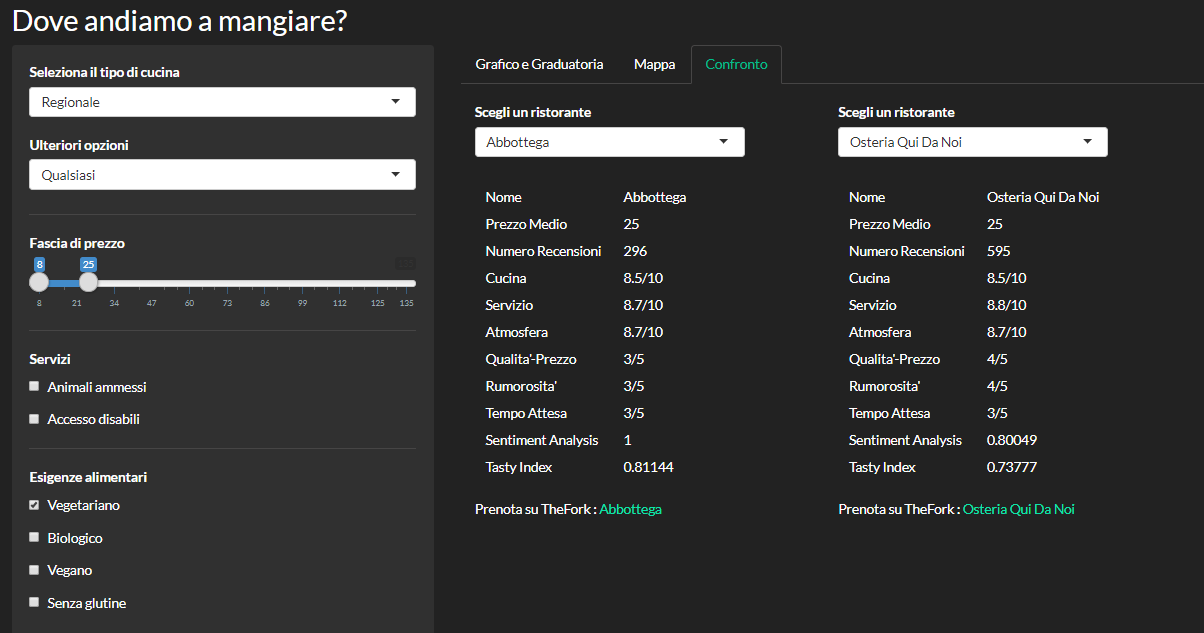 Dove andiamo a mangiare?
Seleziona il tipo di cucina
Regionale
Ulteriori opzioni
Qualsiasi
Fascia di prezzo
8 25
8 21 34 47 60 73 86 99 112 125 135
Servizi
Animali ammessi
Accesso disabili
Esigenze alimentari
Vegetariano
Biologico
Vegano
Senza glutine
Grafico e Graduatoria Mappa Confronto
Scegli un ristorante
Abbottega
Nome Abbottega
Prezzo Medio 25
Numero Recensioni 296
Cucina 8.5/10
Servizio 8.7/10
Atmosfera 8.7/10
Qualita'-Prezzo 3/5
Rumorosita' 3/5
Tempo Attesa 3/5
Sentiment Analysis 1
Tasty Index 0.81144
Prenota su TheFork : Abbottega
Scegli un ristorante
Osteria Qui Da Noi
Nome Osteria Qui Da Noi
Prezzo Medio 25
Numero Recensioni 595
Cucina 8.5/10
Servizio 8.8/10
Atmosfera 8.7/10
Qualita'-Prezzo 4/5
Rumorosita' 4/5
Tempo Attesa 3/5
Sentiment Analysis 0.80049
Tasty Index 0.73777
Prenota su TheFork : Osteria Qui Da Noi